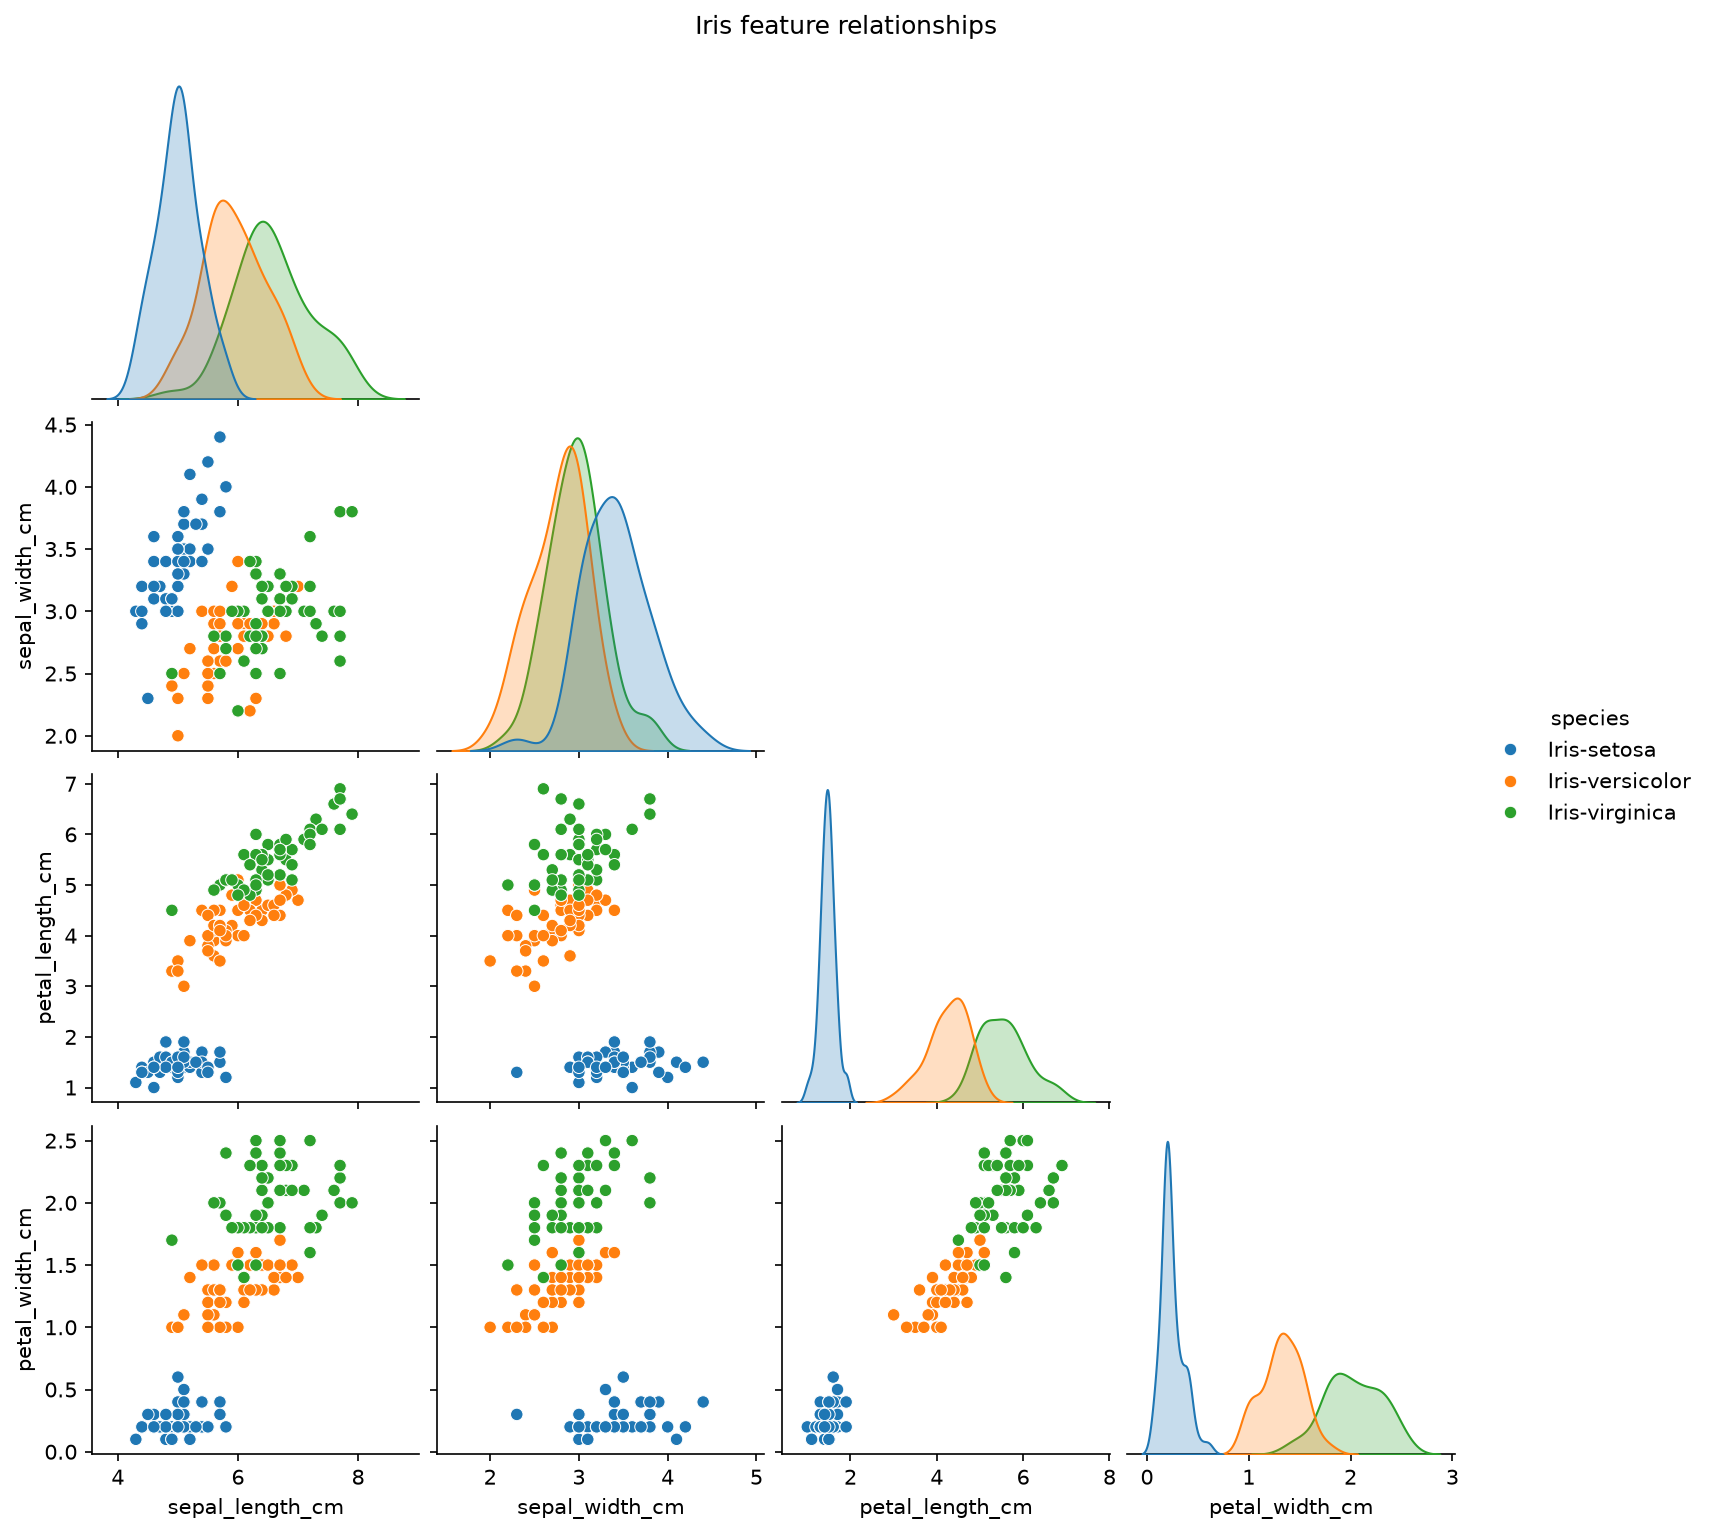 Iris feature relationships
4.5
4.0
3.5
3.0
2.5
2.0
sepal_width_cm
7
6
5
4
3
2
1
petal_length_cm
2.5
2.0
1.5
1.0
0.5
0.0
petal_width_cm
4 6 8
sepal_length_cm
2 3 4 5
sepal_width_cm
2 4 6 8
petal_length_cm
0 1 2 3
petal_width_cm
species
Iris-setosa
Iris-versicolor
Iris-virginica